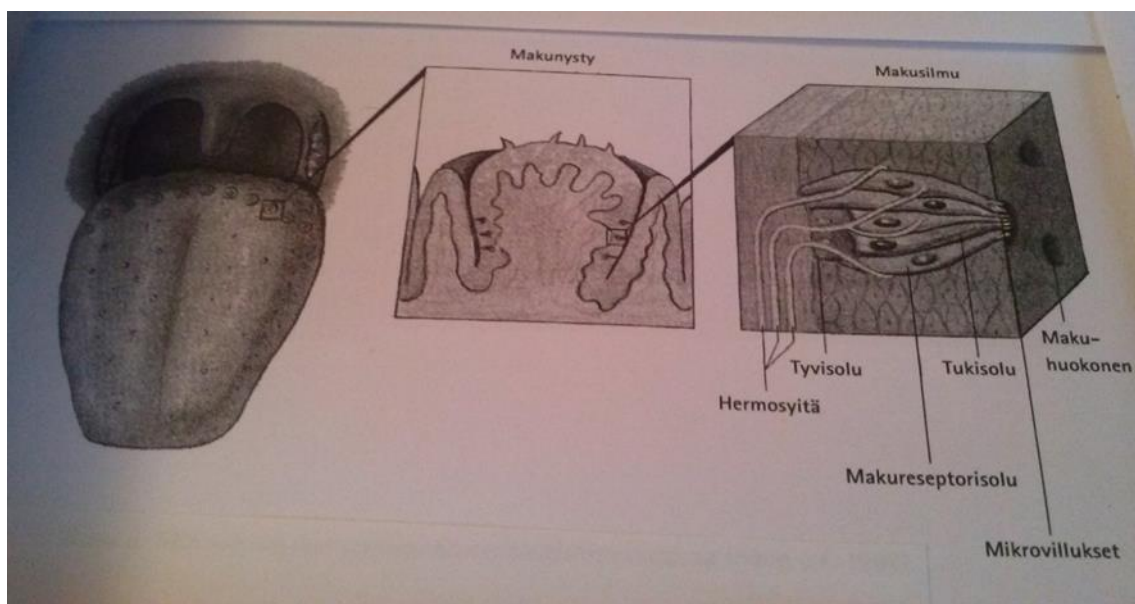 Makunysty
Makusilmu
Maku-
huokonen
Tyvisolu
Tukisolu
Hermosyitä
Makureseptorisolu
Mikrovillukset